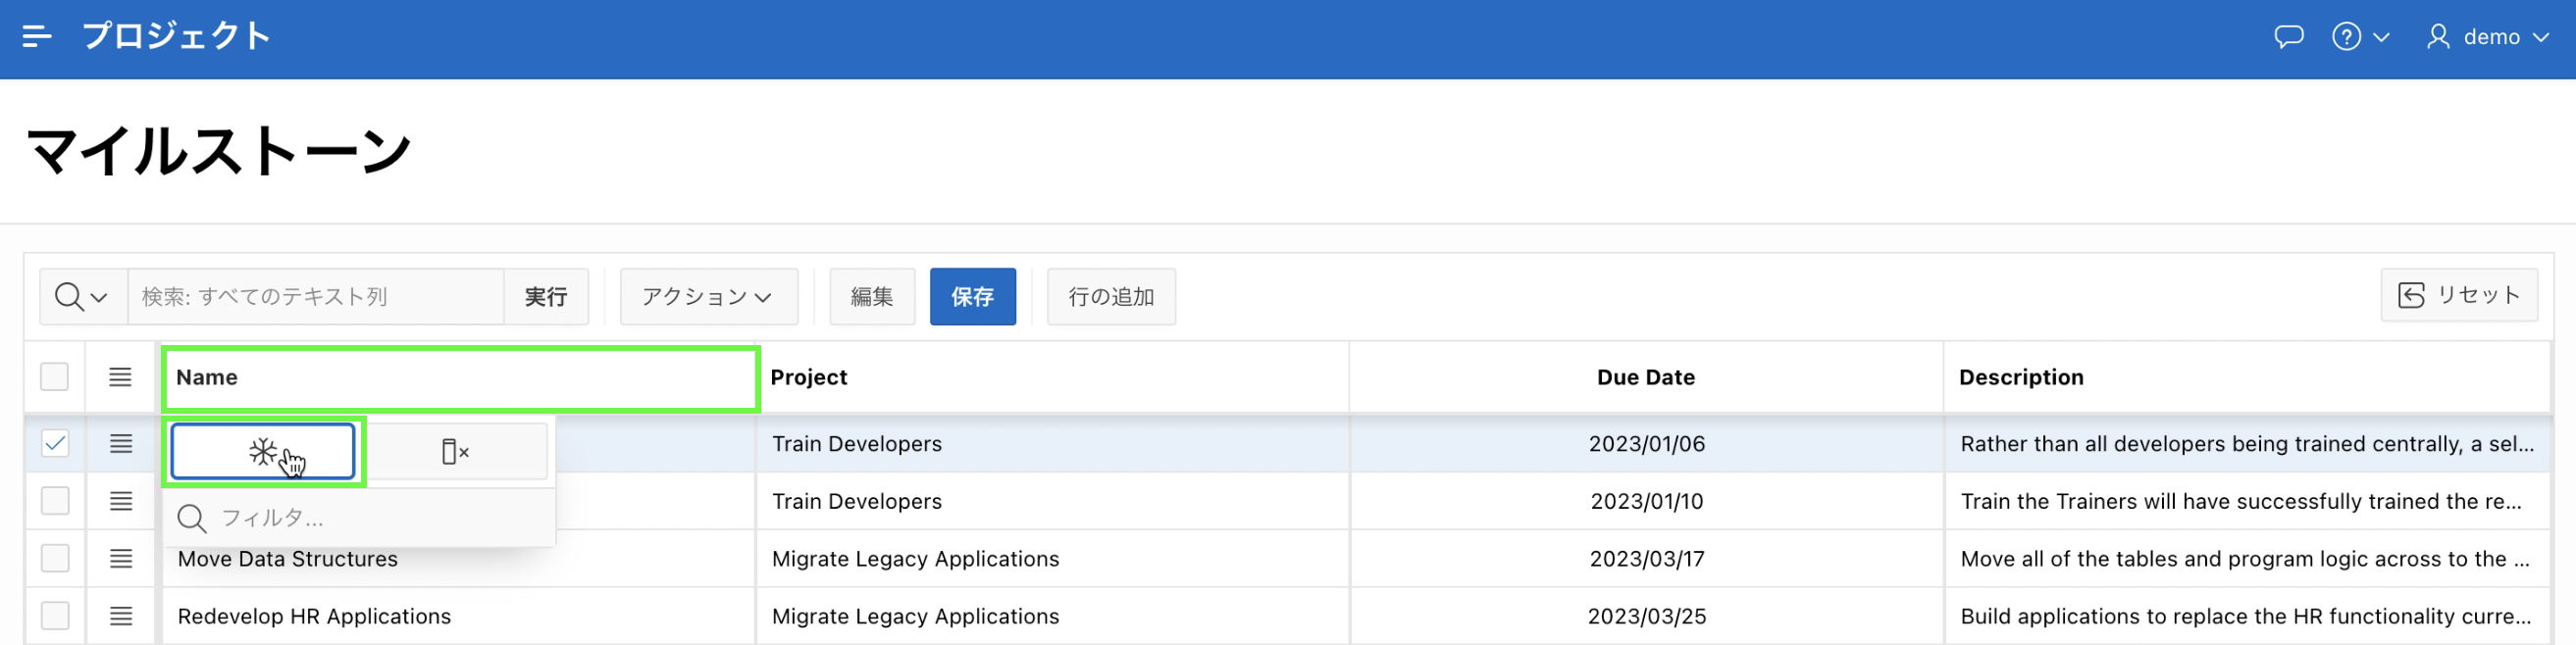 プロジェクト
demo
マイルストーン
検索: すべてのテキスト列
実行
アクション
編集
保存
行の追加
リセット
Name
Project
Due Date
Description
Train Developers
2023/01/06
Rather than all developers being trained centrally, a sel...
Train Developers
2023/01/10
Train the Trainers will have successfully trained the re...
フィルタ...
Move Data Structures
Migrate Legacy Applications
2023/03/17
Move all of the tables and program logic across to the ...
Redevelop HR Applications
Migrate Legacy Applications
2023/03/25
Build applications to replace the HR functionality curre...